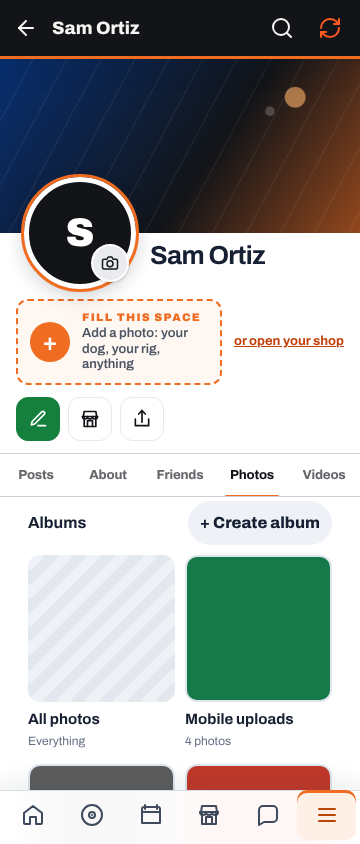 Sam Ortiz
S
Sam Ortiz
FILL THIS SPACE
Add a photo: your
dog, your rig,
anything
+
or open your shop
Posts About Friends Photos Videos
Albums
+ Create album
All photos
Everything
Mobile uploads
4 photos